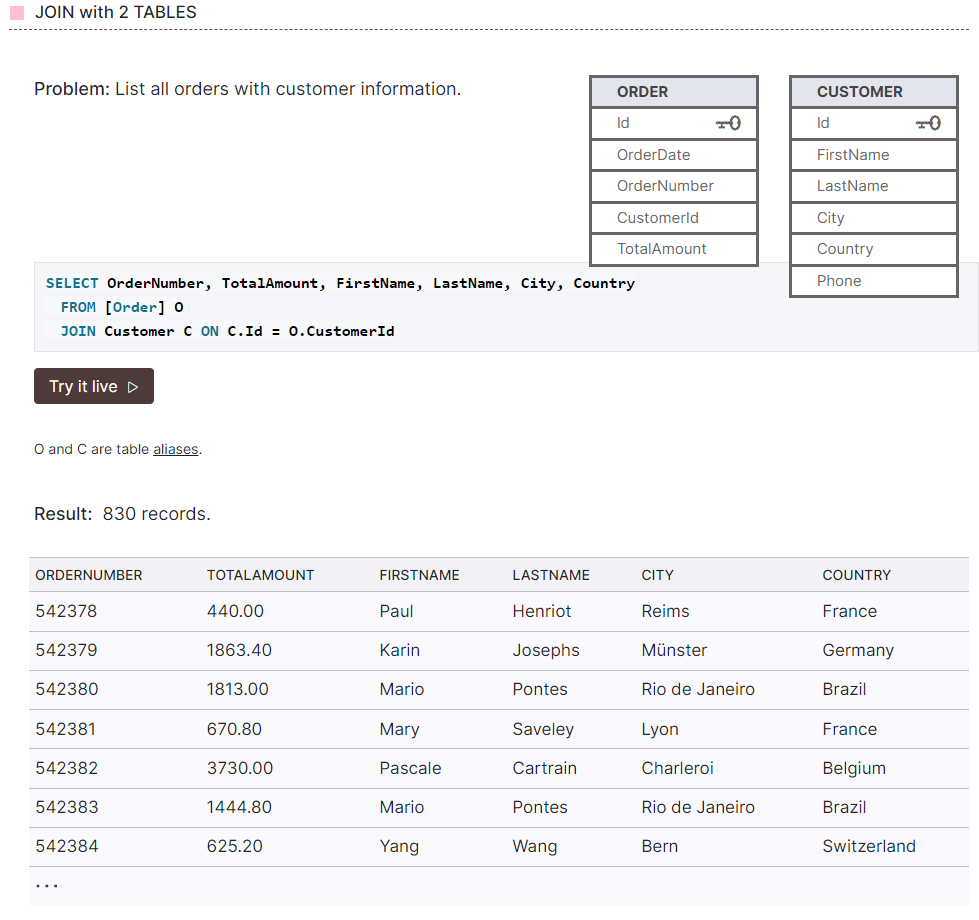 JOIN with 2 TABLES
Problem: List all orders with customer information.
ORDER
Id
OrderDate
OrderNumber
CustomerId
TotalAmount
CUSTOMER
Id
FirstName
LastName
City
Country
Phone
SELECT OrderNumber, TotalAmount, FirstName, LastName, City, Country
FROM [Order] O
JOIN Customer C ON C.Id = O.CustomerId
Try it live
O and C are table aliases.
Result: 830 records.
ORDERNUMBER TOTALAMOUNT FIRSTNAME LASTNAME CITY COUNTRY
542378 440.00 Paul Henriot Reims France
542379 1863.40 Karin Josephs Münster Germany
542380 1813.00 Mario Pontes Rio de Janeiro Brazil
542381 670.80 Mary Saveley Lyon France
542382 3730.00 Pascale Cartrain Charleroi Belgium
542383 1444.80 Mario Pontes Rio de Janeiro Brazil
542384 625.20 Yang Wang Bern Switzerland
...